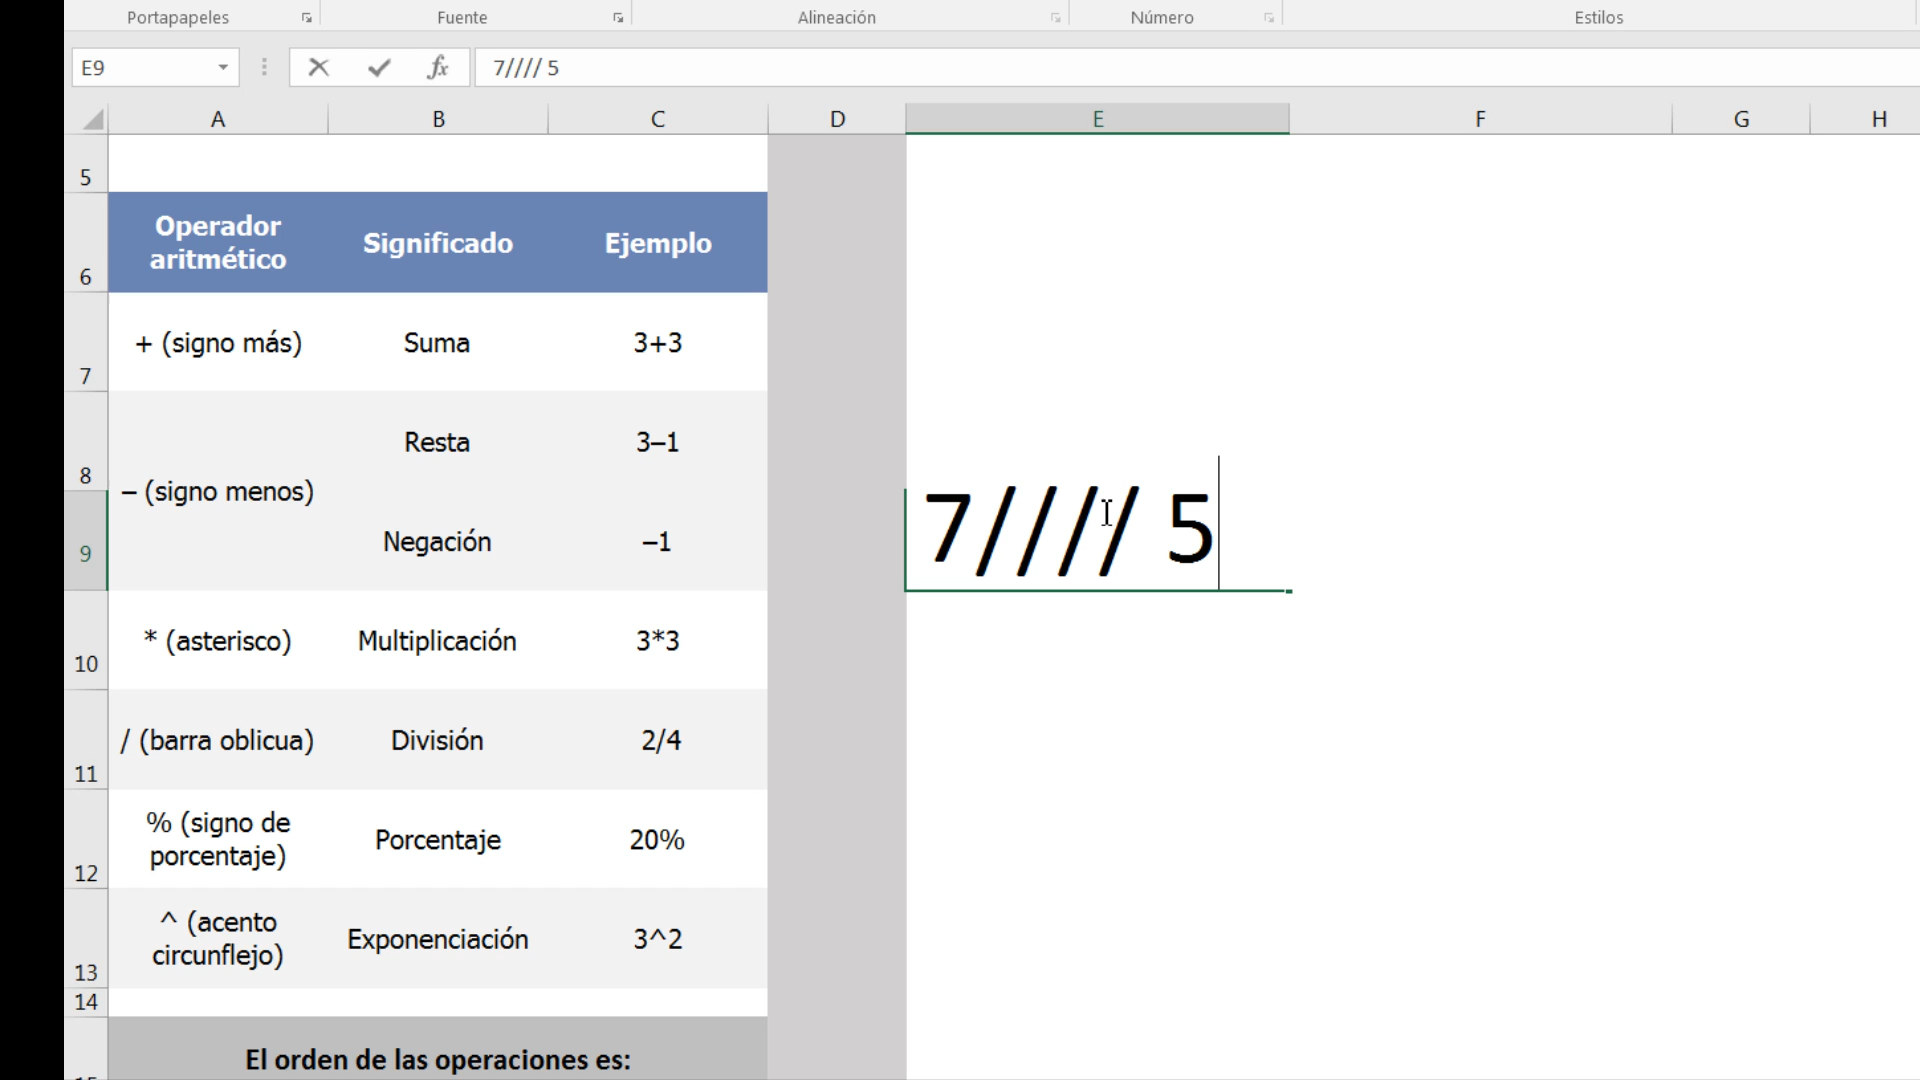 Portapapeles Fuente Alineación Número Estilos
E9 fx 7//// 5
A B C D E F G H
5
6 Operador aritmético Significado Ejemplo
7 + (signo más) Suma 3+3
8 – (signo menos) Resta 3–1
9 Negación –1 7//// 5
10 * (asterisco) Multiplicación 3*3
11 / (barra oblicua) División 2/4
12 % (signo de porcentaje) Porcentaje 20%
13 ^ (acento circunflejo) Exponenciación 3^2
14
El orden de las operaciones es: